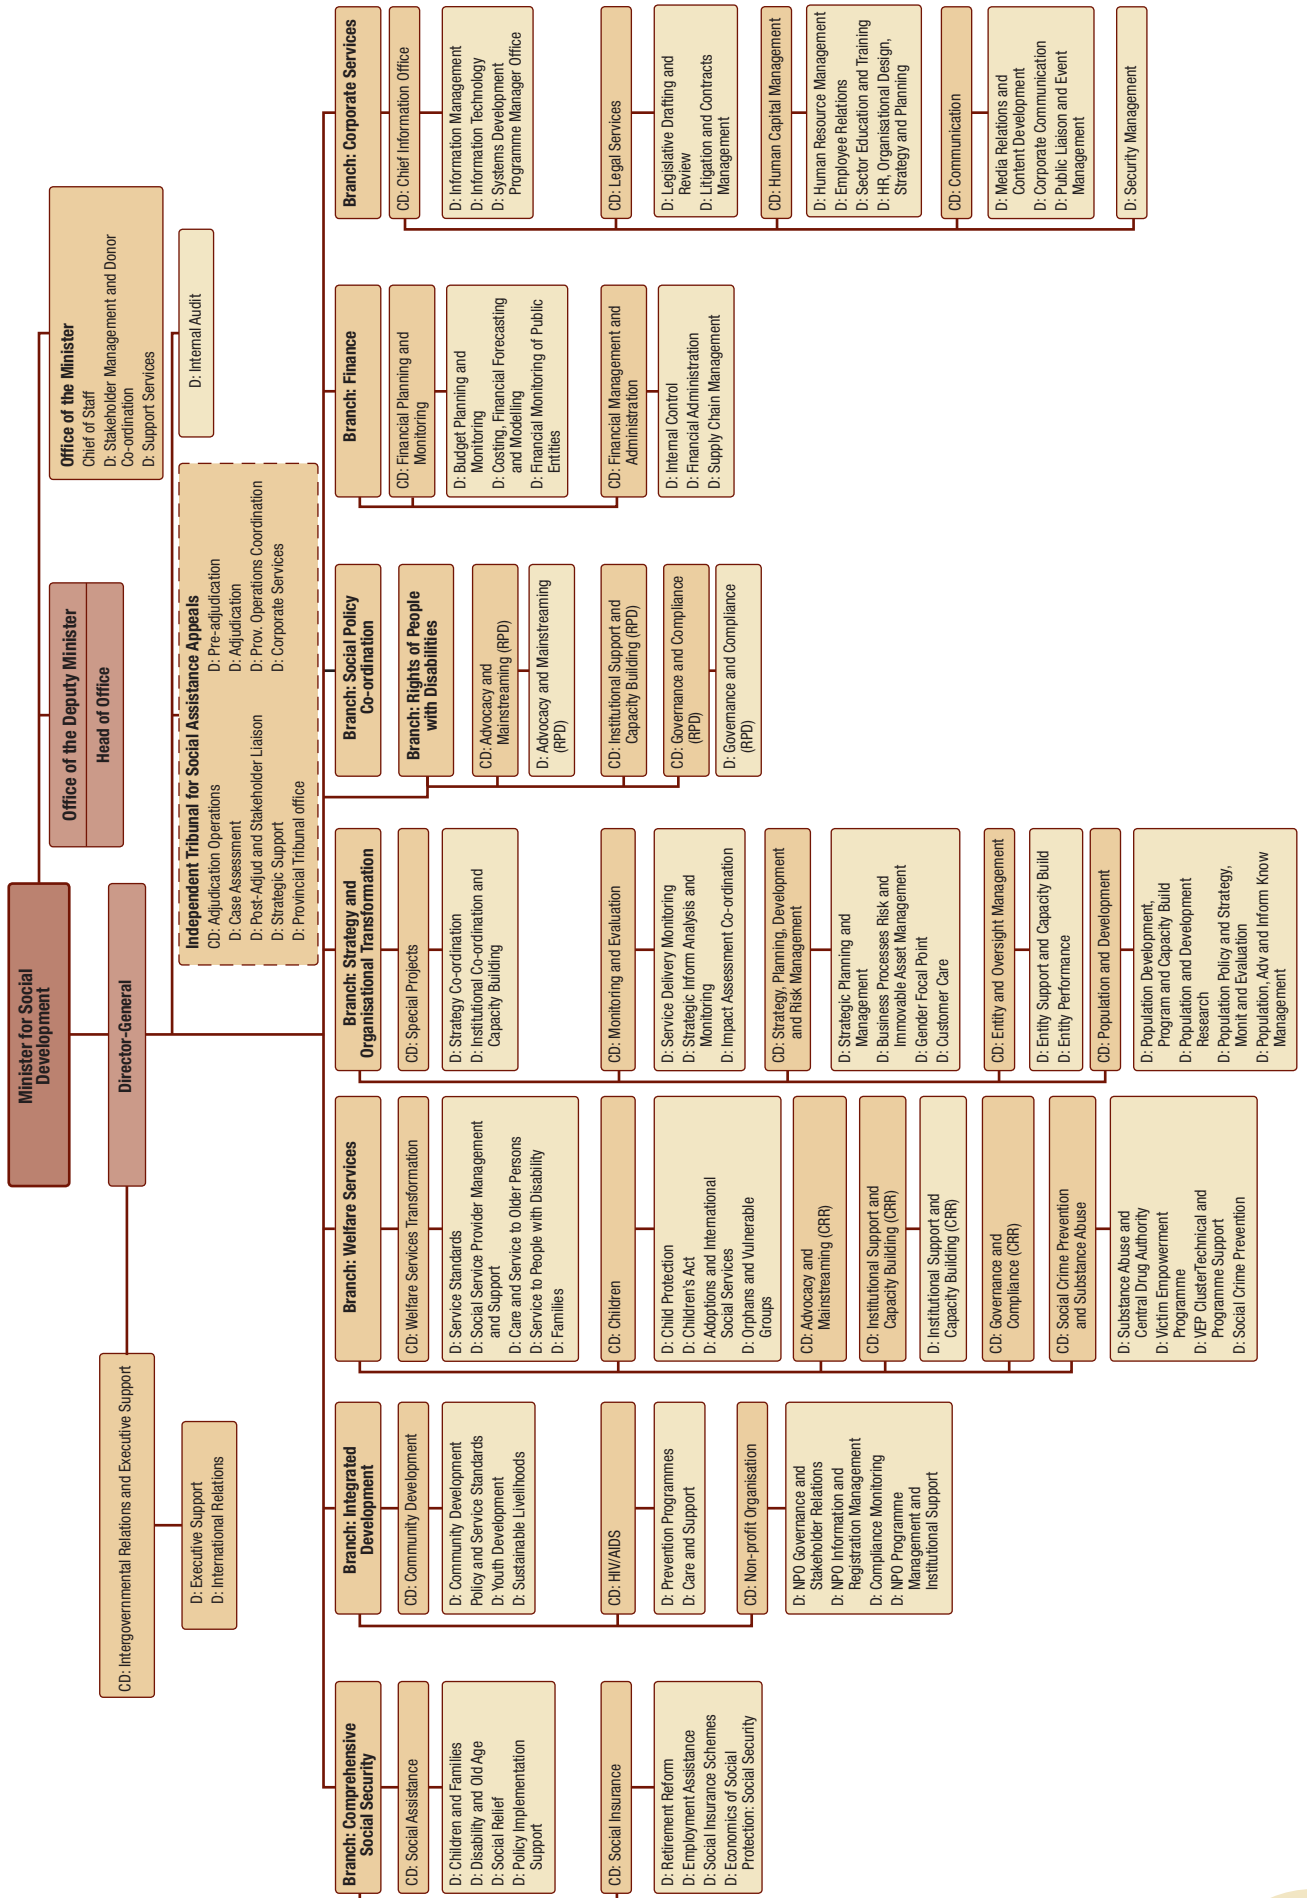 Minister for Social
Development
Office of the Deputy Minister
Head of Office
Office of the Minister
Chief of Staff
D: Stakeholder Management and Donor
Co-ordination
D: Support Services
Director-General
CD: Intergovernmental Relations and Executive Support
D: Executive Support
D: International Relations
Independent Tribunal for Social Assistance Appeals
CD: Adjudication Operations
D: Case Assessment
D: Post-Adjud and Stakeholder Liaison
D: Strategic Support
D: Provincial Tribunal office
D: Pre-adjudication
D: Adjudication
D: Prov. Operations Coordination
D: Corporate Services
D: Internal Audit
Branch: Comprehensive
Social Security
CD: Social Assistance
D: Children and Families
D: Disability and Old Age
D: Social Relief
D: Policy Implementation
Support
CD: Social Insurance
D: Retirement Reform
D: Employment Assistance
D: Social Insurance Schemes
D: Economics of Social
Protection: Social Security
Branch: Integrated
Development
CD: Community Development
D: Community Development
Policy and Service Standards
D: Youth Development
D: Sustainable Livelihoods
CD: HIV/AIDS
D: Prevention Programmes
D: Care and Support
CD: Non-profit Organisation
D: NPO Governance and
Stakeholder Relations
D: NPO Information and
Registration Management
D: Compliance Monitoring
D: NPO Programme
Management and
Institutional Support
Branch: Welfare Services
CD: Welfare Services Transformation
D: Service Standards
D: Social Service Provider Management
and Support
D: Care and Service to Older Persons
D: Service to People with Disability
D: Families
CD: Children
D: Child Protection
D: Children's Act
D: Adoptions and International
Social Services
D: Orphans and Vulnerable
Groups
CD: Advocacy and
Mainstreaming (CRR)
CD: Institutional Support and
Capacity Building (CRR)
D: Institutional Support and
Capacity Building (CRR)
CD: Governance and
Compliance (CRR)
CD: Social Crime Prevention
and Substance Abuse
D: Substance Abuse and
Central Drug Authority
D: Victim Empowerment
Programme
D: VEP ClusterTechnical and
Programme Support
D: Social Crime Prevention
Branch: Strategy and
Organisational Transformation
CD: Special Projects
D: Strategy Co-ordination
D: Institutional Co-ordination and
Capacity Building
CD: Monitoring and Evaluation
D: Service Delivery Monitoring
D: Strategic Inform Analysis and
Monitoring
D: Impact Assessment Co-ordination
CD: Strategy, Planning, Development
and Risk Management
D: Strategic Planning and
Management
D: Business Processes Risk and
Immovable Asset Management
D: Gender Focal Point
D: Customer Care
CD: Entity and Oversight Management
D: Entity Support and Capacity Build
D: Entity Performance
CD: Population and Development
D: Population Development,
Program and Capacity Build
D: Population and Development
Research
D: Population Policy and Strategy,
Monit and Evaluation
D: Population, Adv and Inform Know
Management
Branch: Social Policy
Co-ordination
Branch: Rights of People
with Disabilities
CD: Advocacy and
Mainstreaming (RPD)
D: Advocacy and Mainstreaming
(RPD)
CD: Institutional Support and
Capacity Building (RPD)
CD: Governance and Compliance
(RPD)
D: Governance and Compliance
(RPD)
Branch: Finance
CD: Financial Planning and
Monitoring
D: Budget Planning and
Monitoring
D: Costing, Financial Forecasting
and Modelling
D: Financial Monitoring of Public
Entities
CD: Financial Management and
Administration
D: Internal Control
D: Financial Administration
D: Supply Chain Management
Branch: Corporate Services
CD: Chief Information Office
D: Information Management
D: Information Technology
D: Systems Development
Programme Manager Office
CD: Legal Services
D: Legislative Drafting and
Review
D: Litigation and Contracts
Management
CD: Human Capital Management
D: Human Resource Management
D: Employee Relations
D: Sector Education and Training
D: HR, Organisational Design,
Strategy and Planning
CD: Communication
D: Media Relations and
Content Development
D: Corporate Communication
D: Public Liaison and Event
Management
D: Security Management